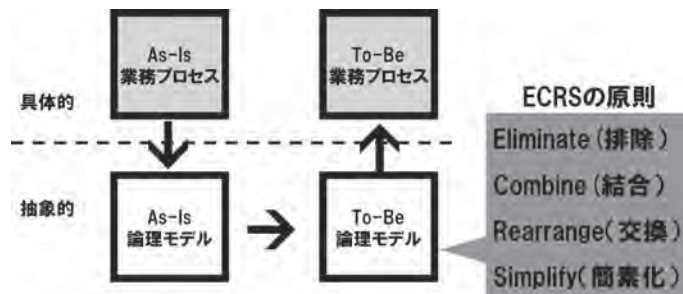 As-Is
業務プロセス
To-Be
業務プロセス
具体的
抽象的
As-Is
論理モデル
To-Be
論理モデル
ECRSの原則
Eliminate(排除)
Combine(結合)
Rearrange(交換)
Simplify(簡素化)